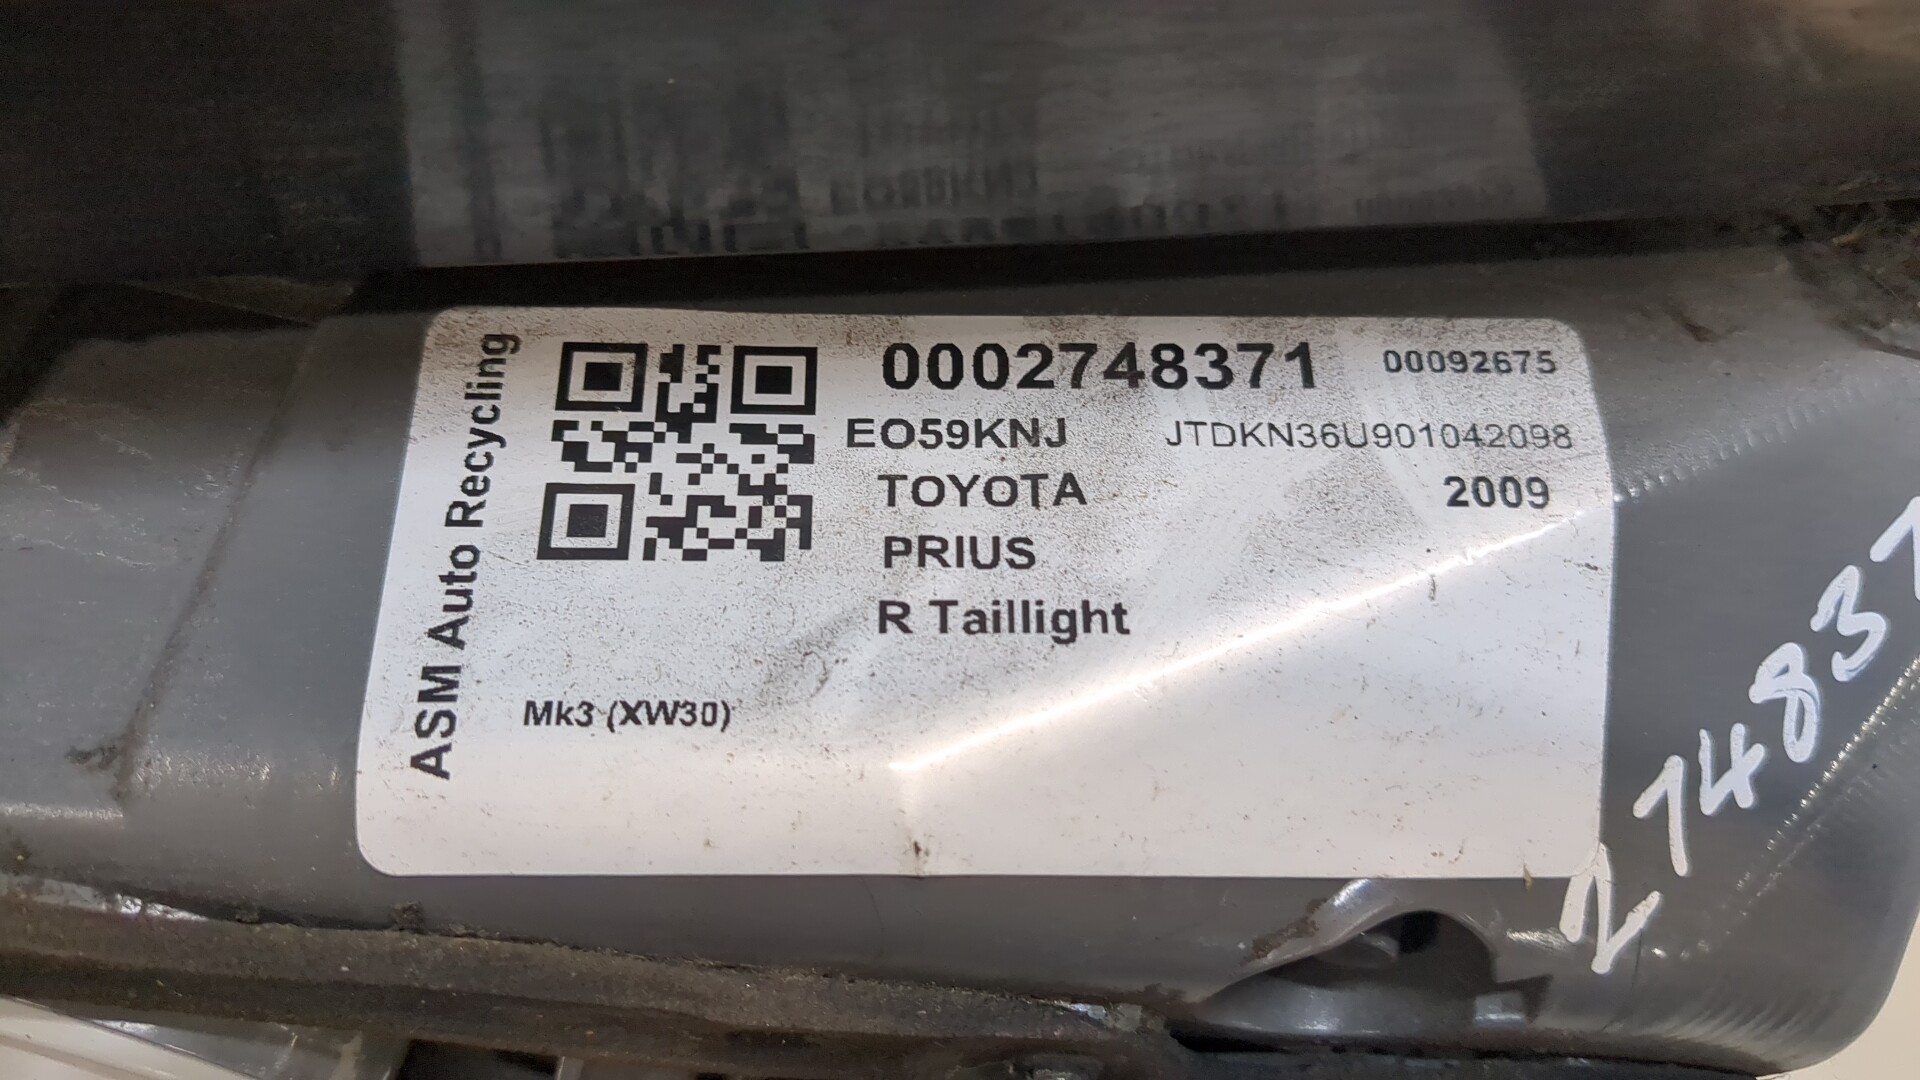 ASM Auto Recycling
0002748371 00092675
EO59KNJ JTDKN36U901042098
TOYOTA 2009
PRIUS
R Taillight
Mk3 (XW30)
274837